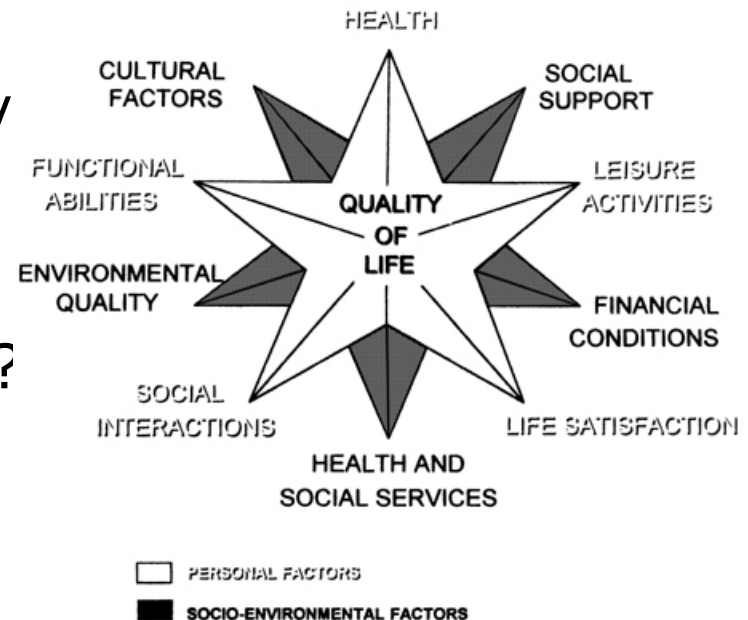 HEALTH
CULTURAL
FACTORS
SOCIAL
SUPPORT
y
FUNCTIONAL
ABILITIES
LEISURE
ACTIVITIES
QUALITY
OF
LIFE
ENVIRONMENTAL
QUALITY
FINANCIAL
CONDITIONS
?
SOCIAL
INTERACTIONS
LIFE SATISFACTION
HEALTH AND
SOCIAL SERVICES
PERSONAL FACTORS
SOCIO-ENVIRONMENTAL FACTORS